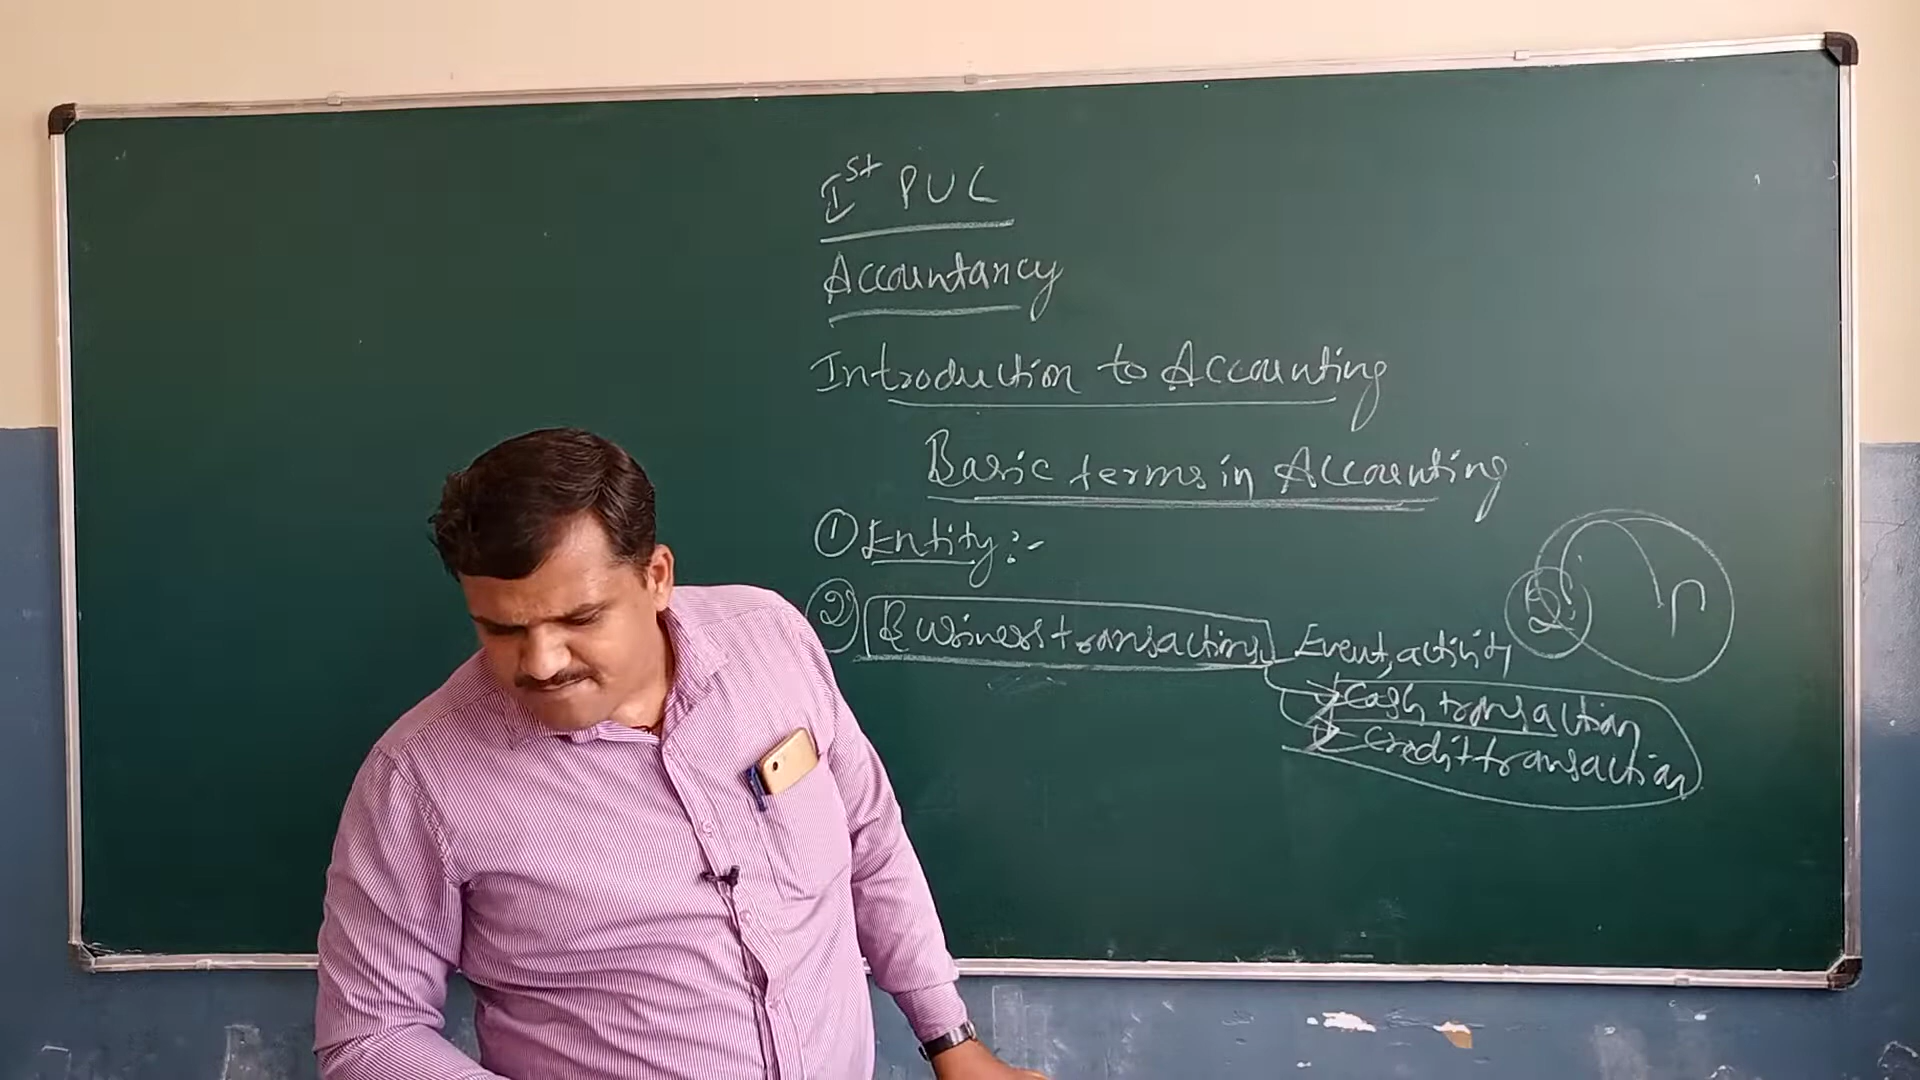 Ist PUC
Accountancy
Introduction to Accounting
Basic terms in Accounting
① Entity:-
② Business transactions Event, activity
Cash transaction
Credit transaction